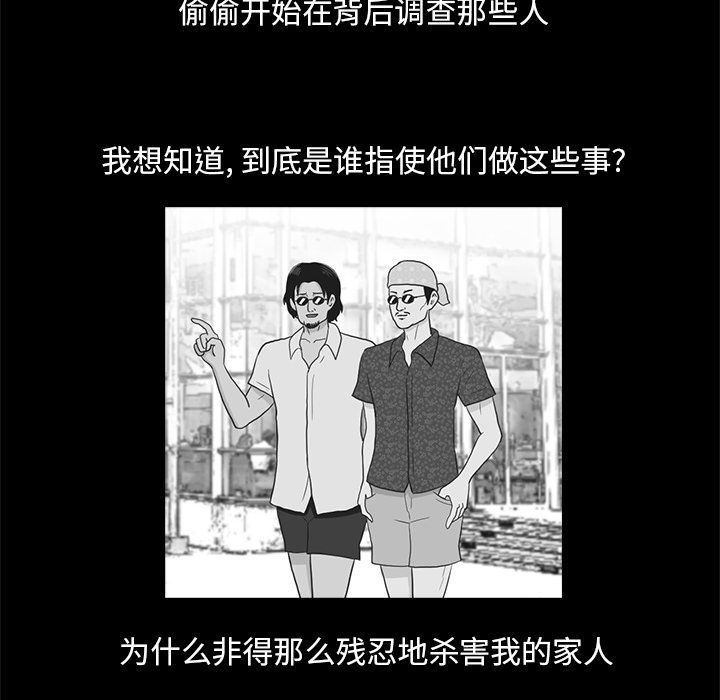 偷偷开始在背后调查那些人
我想知道, 到底是谁指使他们做这些事?
为什么非得那么残忍地杀害我的家人